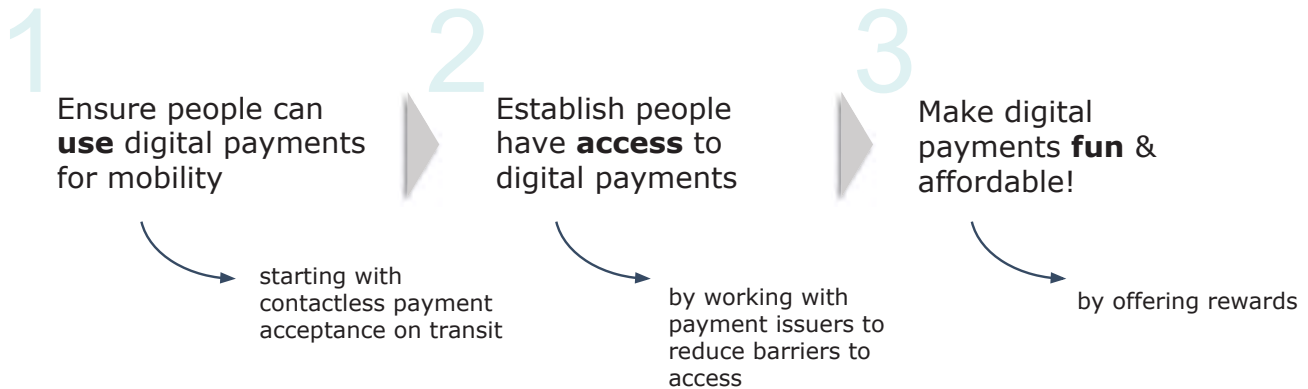 1
Ensure people can
use digital payments
for mobility
starting with
contactless payment
acceptance on transit
2
Establish people
have access to
digital payments
by working with
payment issuers to
reduce barriers to
access
3
Make digital
payments fun &
affordable!
by offering rewards